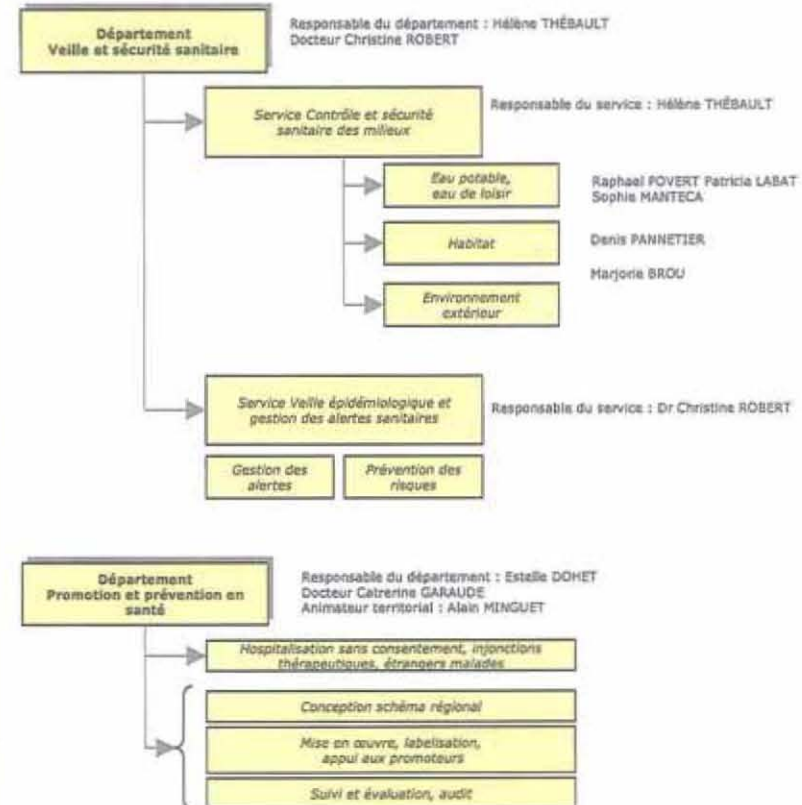 Département
Veille et sécurité sanitaire
Responsable du département : Hélène THÉBAULT
Docteur Christine ROBERT
Service Contrôle et sécurité
sanitaire des milieux
Responsable du service : Hélène THÉBAULT
Eau potable,
eau de loisir
Raphael POVERT Patricia LABAT
Sophie MANTECA
Habitat
Denis PANNETIER
Marjorie BROU
Environnement
extérieur
Service Veille épidémiologique et
gestion des alertes sanitaires
Responsable du service : Dr Christine ROBERT
Gestion des
alertes
Prévention des
risques
Département
Promotion et prévention en
santé
Responsable du département : Estelle DOHET
Docteur Catrerine GARAUDE
Animateur territorial : Alain MINGUET
Hospitalisation sans consentement, injonctions
thérapeutiques, étrangers malades
Conception schéma régional
Mise en œuvre, labelisation,
appui aux promoteurs
Suivi et évaluation, audit